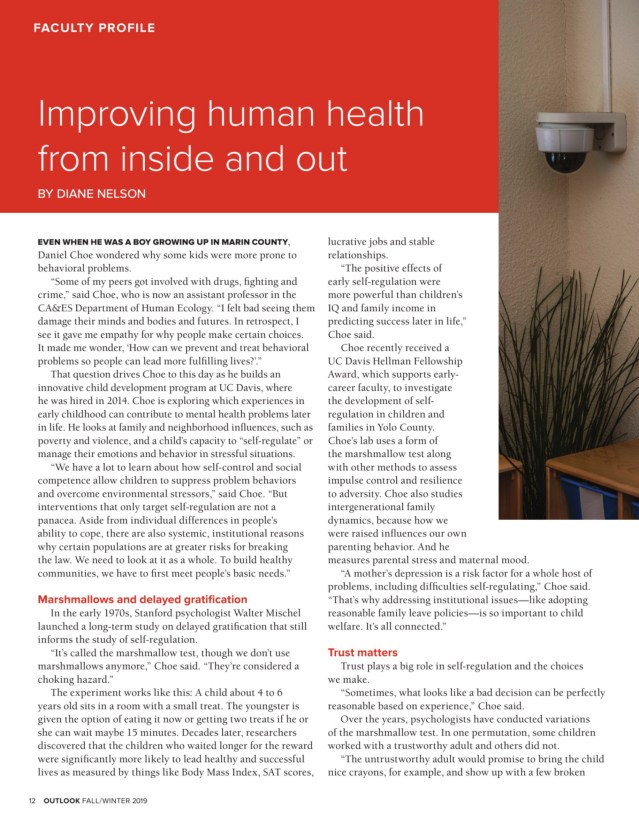 FACULTY PROFILE
Improving human health
from inside and out
BY DIANE NELSON
EVEN WHEN HE WAS A BOY GROWING UP IN MARIN COUNTY,
Daniel Choe wondered why some kids were more prone to
behavioral problems.
“Some of my peers got involved with drugs, fighting and
crime,” said Choe, who is now an assistant professor in the
CA&ES Department of Human Ecology. “I felt bad seeing them
damage their minds and bodies and futures. In retrospect, I
see it gave me empathy for why people make certain choices.
It made me wonder, ‘How can we prevent and treat behavioral
problems so people can lead more fulfilling lives?’.”
That question drives Choe to this day as he builds an
innovative child development program at UC Davis, where
he was hired in 2014. Choe is exploring which experiences in
early childhood can contribute to mental health problems later
in life. He looks at family and neighborhood influences, such as
poverty and violence, and a child’s capacity to “self-regulate” or
manage their emotions and behavior in stressful situations.
“We have a lot to learn about how self-control and social
competence allow children to suppress problem behaviors
and overcome environmental stressors,” said Choe. “But
interventions that only target self-regulation are not a
panacea. Aside from individual differences in people’s
ability to cope, there are also systemic, institutional reasons
why certain populations are at greater risks for breaking
the law. We need to look at it as a whole. To build healthy
communities, we have to first meet people’s basic needs.”
Marshmallows and delayed gratification
In the early 1970s, Stanford psychologist Walter Mischel
launched a long-term study on delayed gratification that still
informs the study of self-regulation.
“It’s called the marshmallow test, though we don’t use
marshmallows anymore,” Choe said. “They’re considered a
choking hazard.”
The experiment works like this: A child about 4 to 6
years old sits in a room with a small treat. The youngster is
given the option of eating it now or getting two treats if he or
she can wait maybe 15 minutes. Decades later, researchers
discovered that the children who waited longer for the reward
were significantly more likely to lead healthy and successful
lives as measured by things like Body Mass Index, SAT scores,
lucrative jobs and stable
relationships.
“The positive effects of
early self-regulation were
more powerful than children’s
IQ and family income in
predicting success later in life,”
Choe said.
Choe recently received a
UC Davis Hellman Fellowship
Award, which supports early-
career faculty, to investigate
the development of self-
regulation in children and
families in Yolo County.
Choe’s lab uses a form of
the marshmallow test along
with other methods to assess
impulse control and resilience
to adversity. Choe also studies
intergenerational family
dynamics, because how we
were raised influences our own
parenting behavior. And he
measures parental stress and maternal mood.
“A mother’s depression is a risk factor for a whole host of
problems, including difficulties self-regulating,” Choe said.
“That’s why addressing institutional issues—like adopting
reasonable family leave policies—is so important to child
welfare. It’s all connected.”
Trust matters
Trust plays a big role in self-regulation and the choices
we make.
“Sometimes, what looks like a bad decision can be perfectly
reasonable based on experience,” Choe said.
Over the years, psychologists have conducted variations
of the marshmallow test. In one permutation, some children
worked with a trustworthy adult and others did not.
“The untrustworthy adult would promise to bring the child
nice crayons, for example, and show up with a few broken
12 OUTLOOK FALL/WINTER 2019